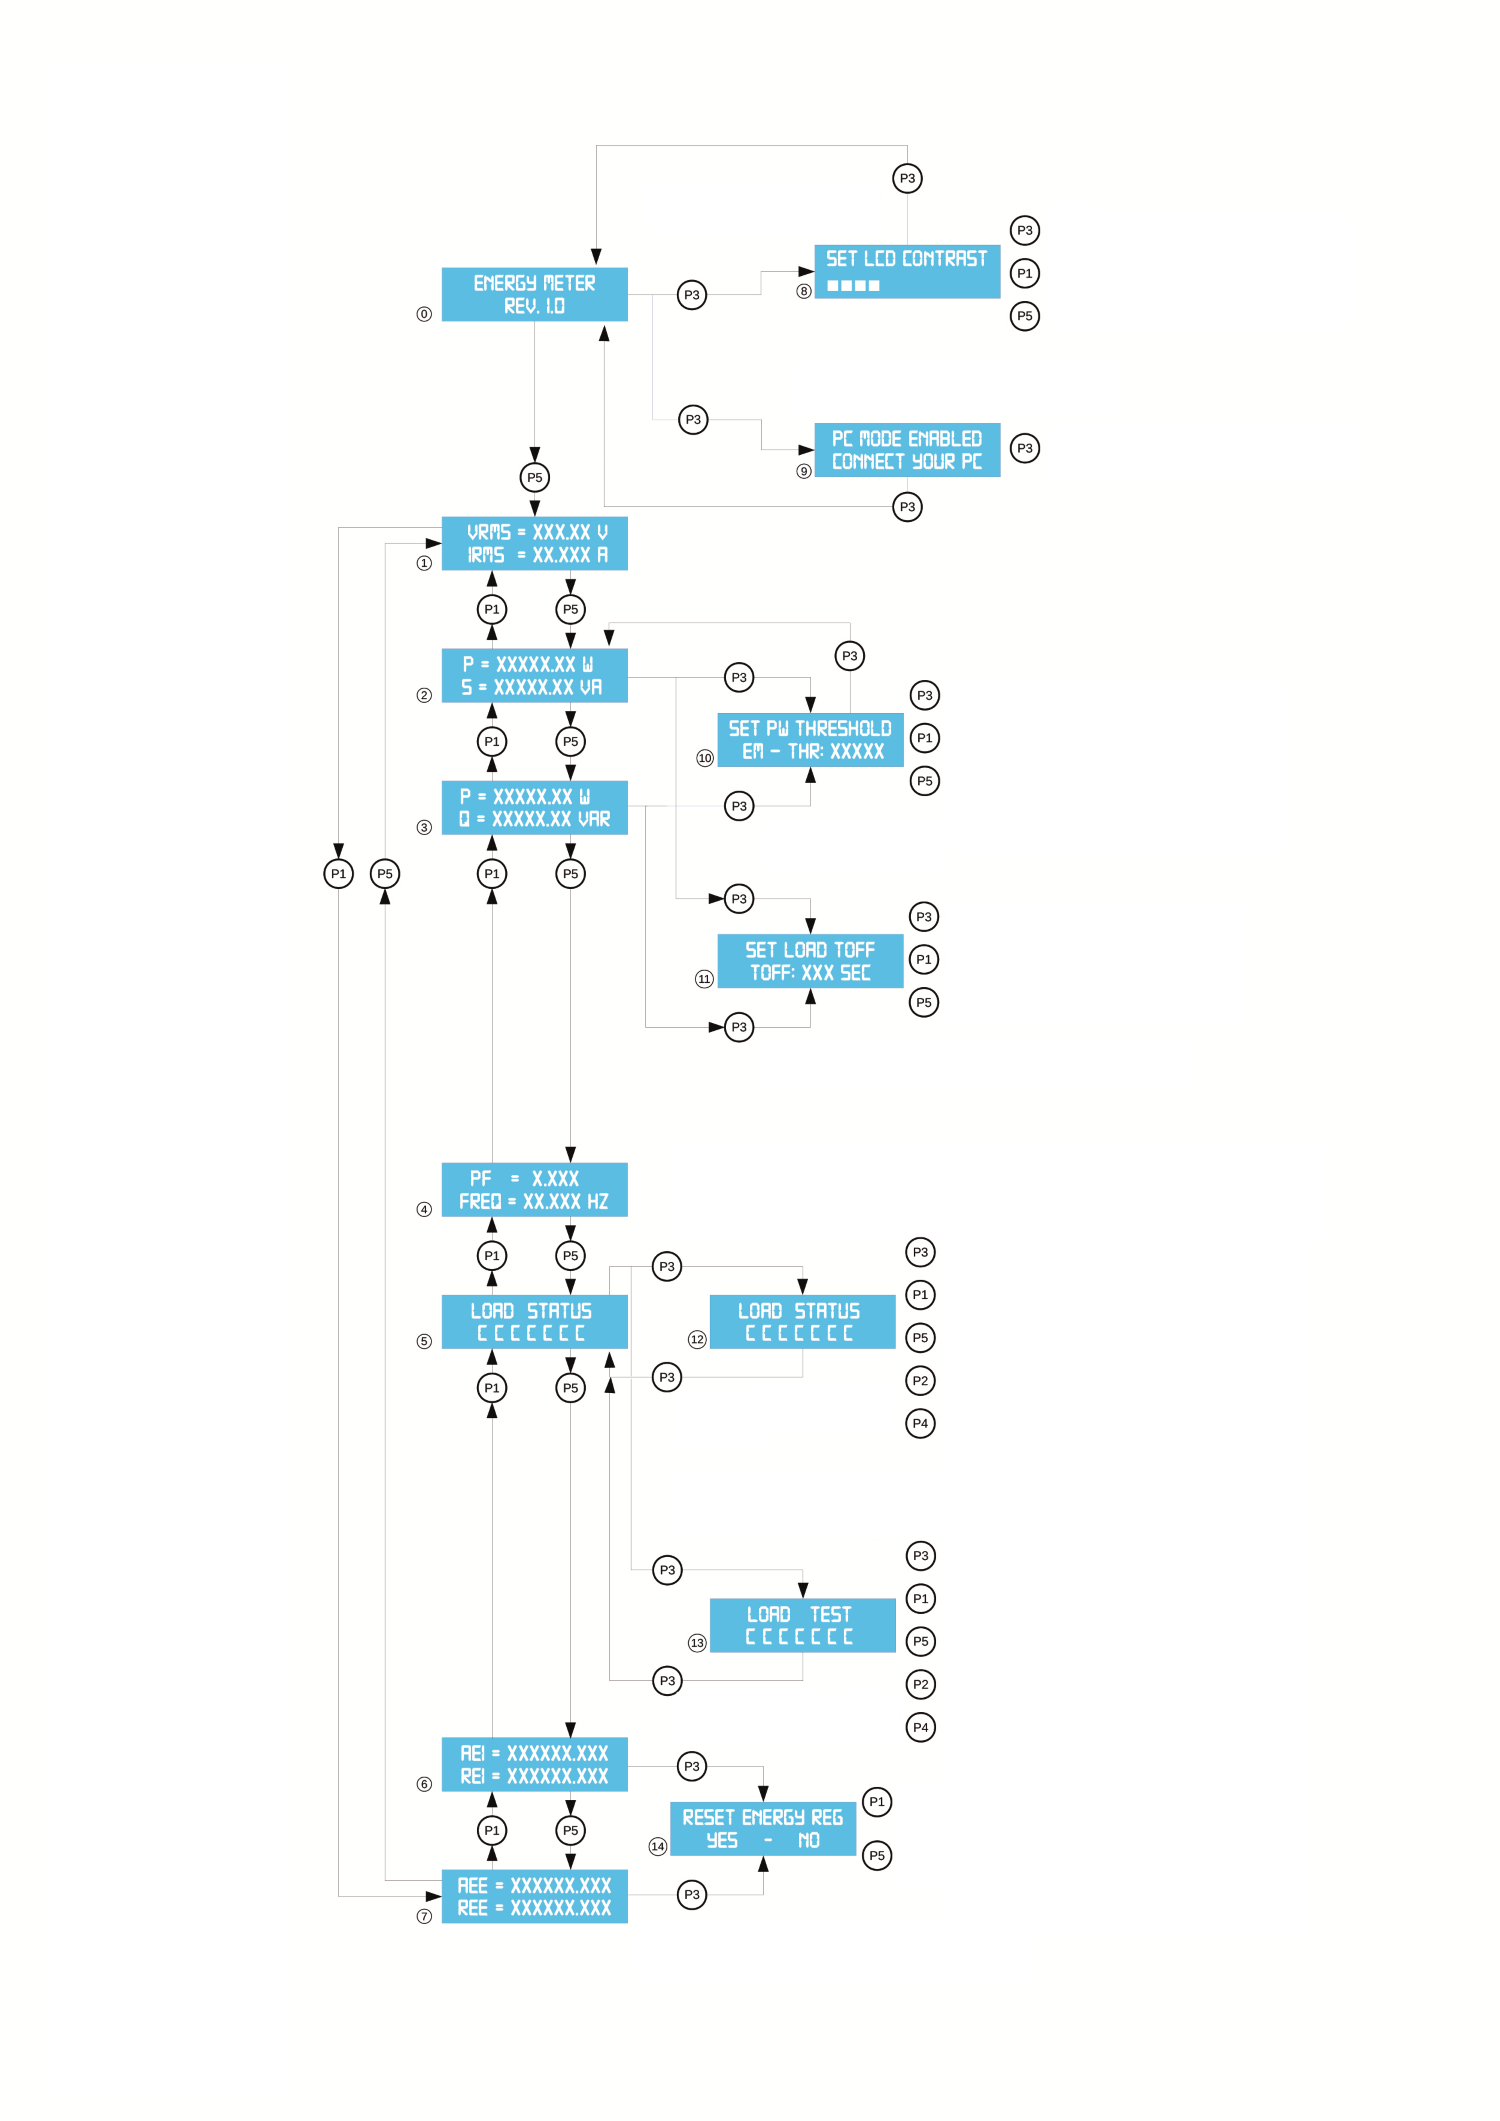 P3
P3
SET LCD CONTRAST
P1
ENERGY METER
REV. 1.0
P3
8
0
P5
P3
PC MODE ENABLED
CONNECT YOUR PC
P3
9
P5
P3
VRMS = XXX.XX V
IRMS = XX.XXX A
1
P1
P5
P3
P = XXXXX.XX W
S = XXXXX.XX VA
2
P3
P3
SET PW THRESHOLD
EM - THR: XXXXX
10
P1
P1
P5
P5
P = XXXXX.XX W
Q = XXXXX.XX VAR
3
P3
P1
P5
P1
P5
P3
P3
SET LOAD TOFF
TOFF: XXX SEC
11
P1
P5
P3
PF = X.XXX
FREQ = XX.XXX HZ
4
P1
P5
P3
P3
LOAD STATUS
C C C C C C C
5
LOAD STATUS
C C C C C C C
12
P1
P5
P1
P5
P3
P2
P4
P3
P3
LOAD TEST
C C C C C C C
13
P1
P5
P3
P2
P4
AEI = XXXXXX.XXX
REI = XXXXXX.XXX
6
P3
RESET ENERGY REG
YES - NO
14
P1
P5
P1
P5
AEE = XXXXXX.XXX
REE = XXXXXX.XXX
7
P3